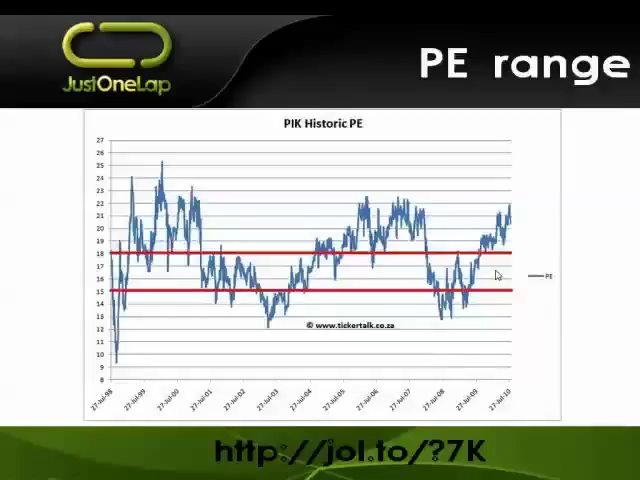 JustOneLap
PE range
PIK Historic PE
27
26
25
24
23
22
21
20
19
18
17
16
15
14
13
12
11
10
9
8
PE
© www.tickertalk.co.za
27-Jul-98
27-Jul-99
27-Jul-00
27-Jul-01
27-Jul-02
27-Jul-03
27-Jul-04
27-Jul-05
27-Jul-06
27-Jul-07
27-Jul-08
27-Jul-09
27-Jul-10
http://jol.to/?7K